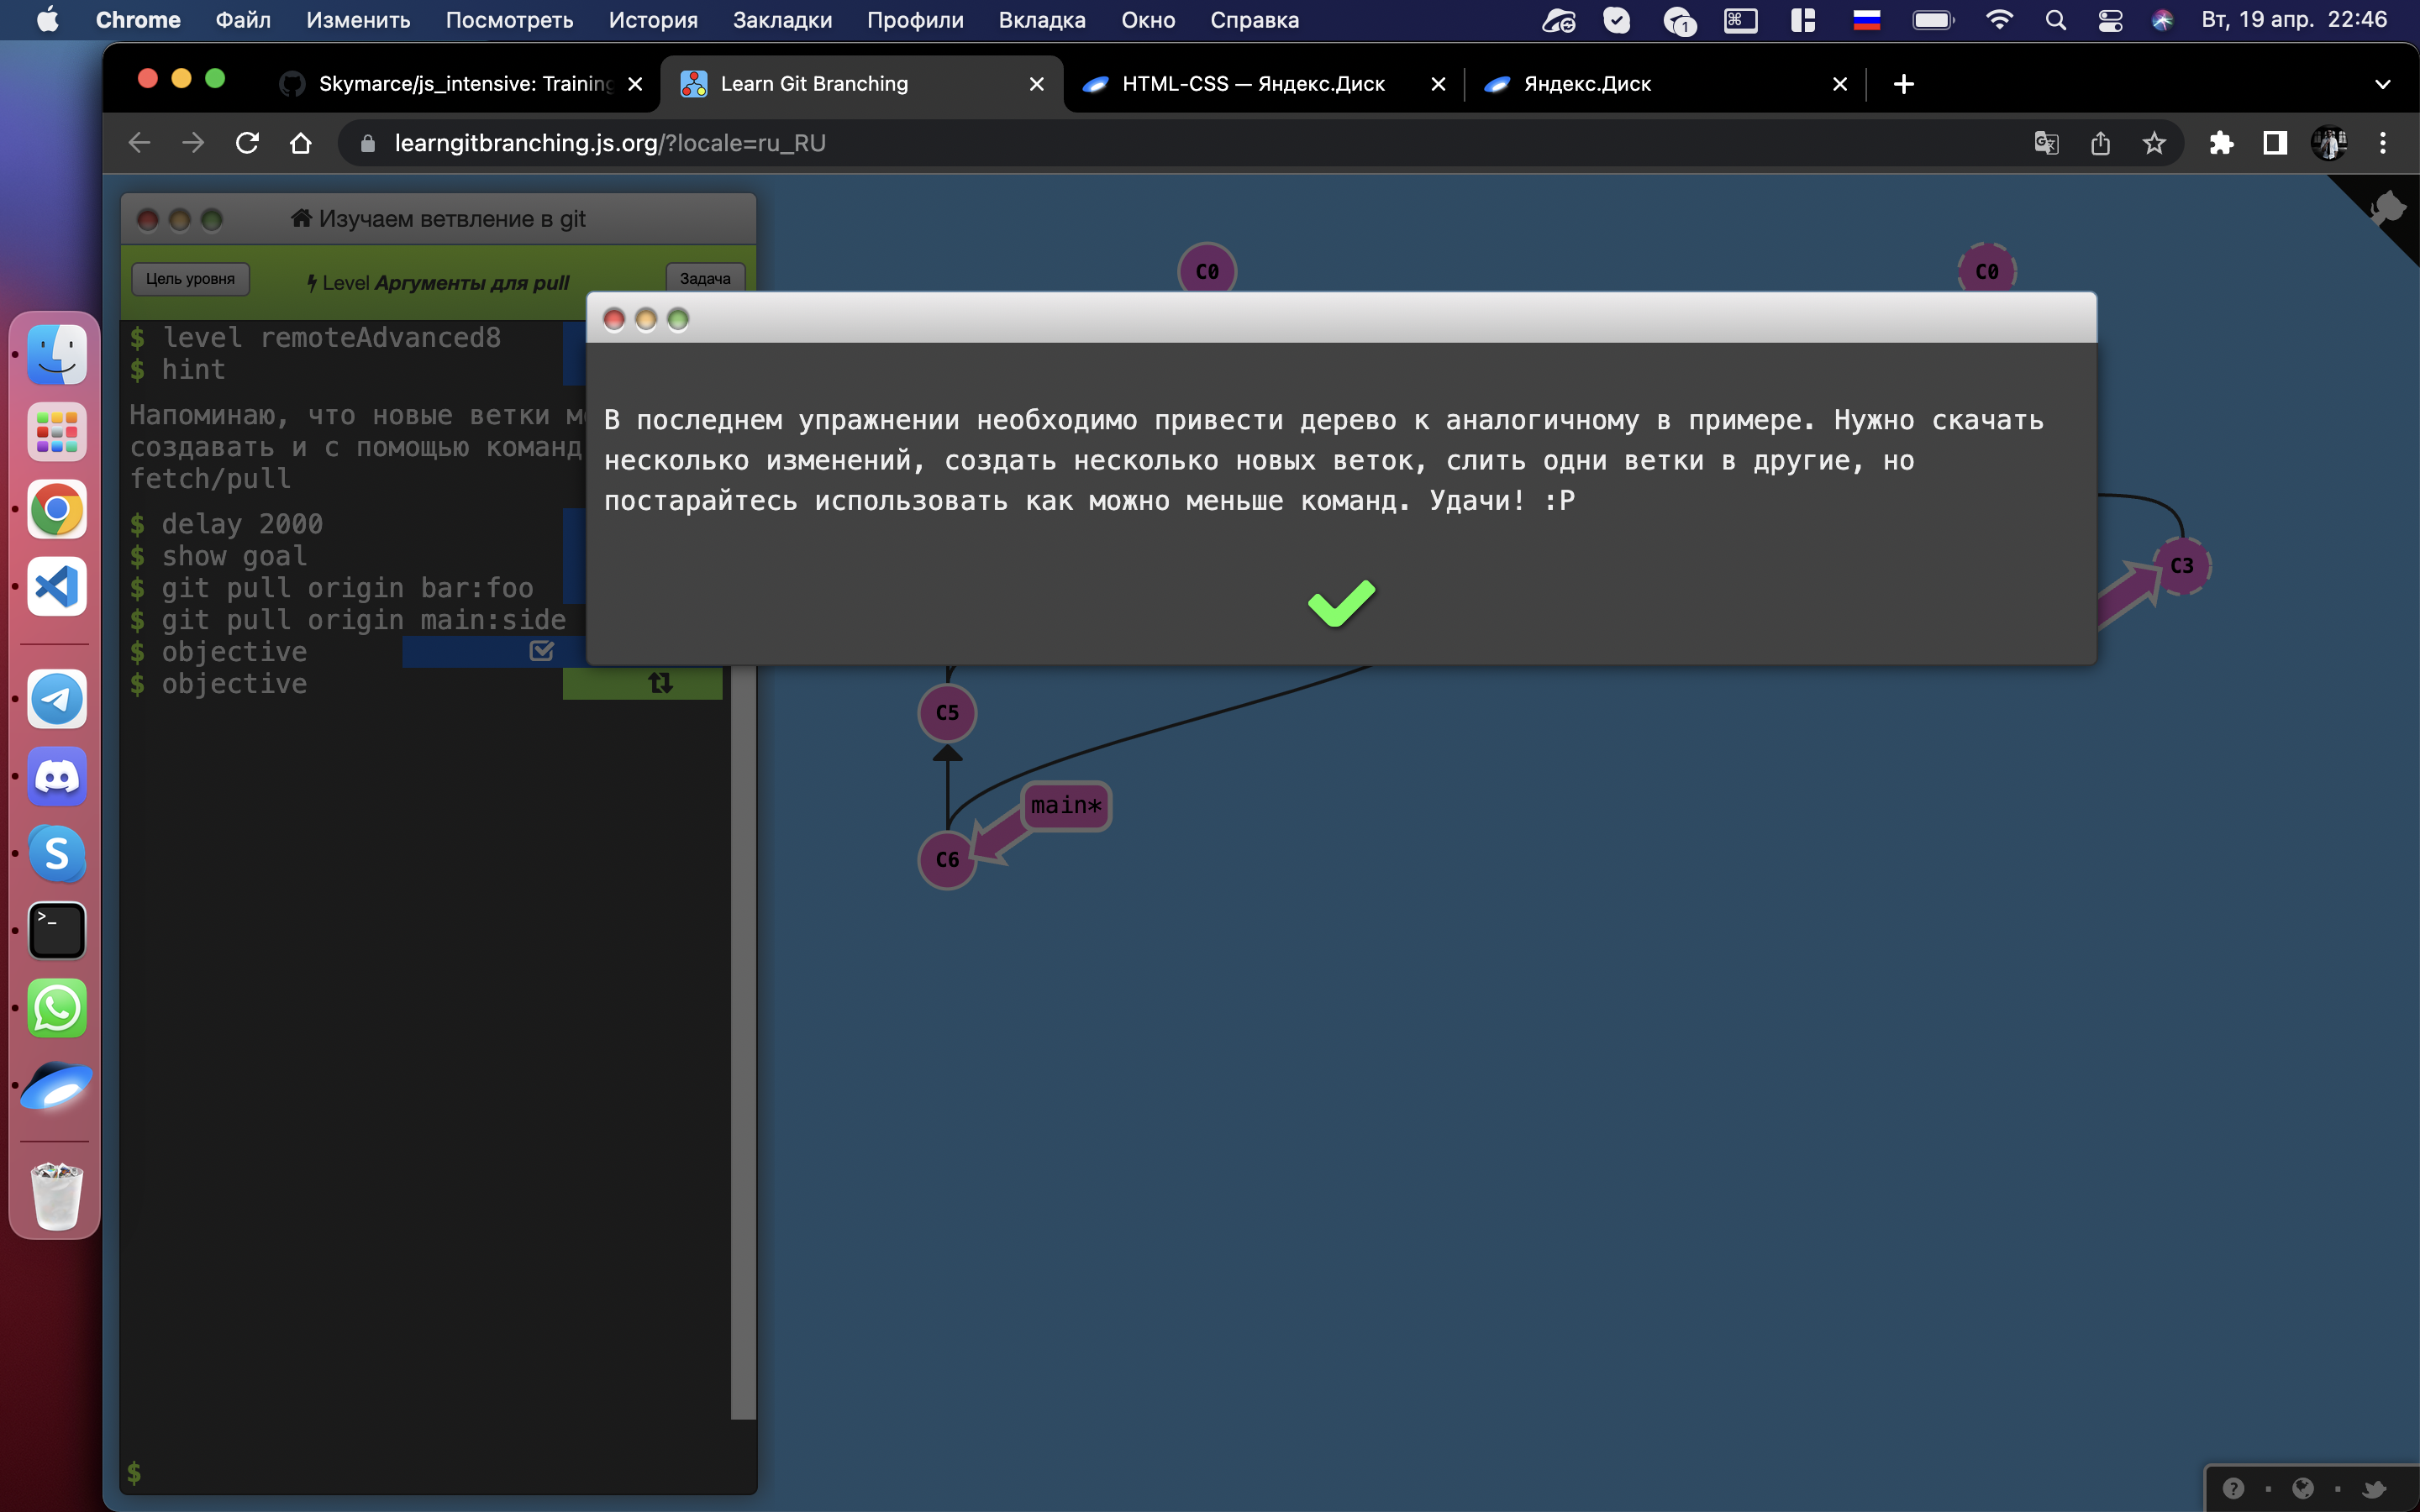 Chrome Файл Изменить Посмотреть История Закладки Профили Вкладка Окно Справка
1
Вт, 19 апр. 22:46
Skymarce/js_intensive: Training
Learn Git Branching
HTML-CSS — Яндекс.Диск
Яндекс.Диск
learngitbranching.js.org/?locale=ru_RU
Изучаем ветвление в git
Цель уровня
Level Аргументы для pull
Задача
$ level remoteAdvanced8
$ hint
Напоминаю, что новые ветки
создавать и с помощью команд
fetch/pull
$ delay 2000
$ show goal
$ git pull origin bar:foo
$ git pull origin main:side
$ objective
$ objective
$
В последнем упражнении необходимо привести дерево к аналогичному в примере. Нужно скачать
несколько изменений, создать несколько новых веток, слить одни ветки в другие, но
постарайтесь использовать как можно меньше команд. Удачи! :P
C0
C0
C3
C5
main*
C6